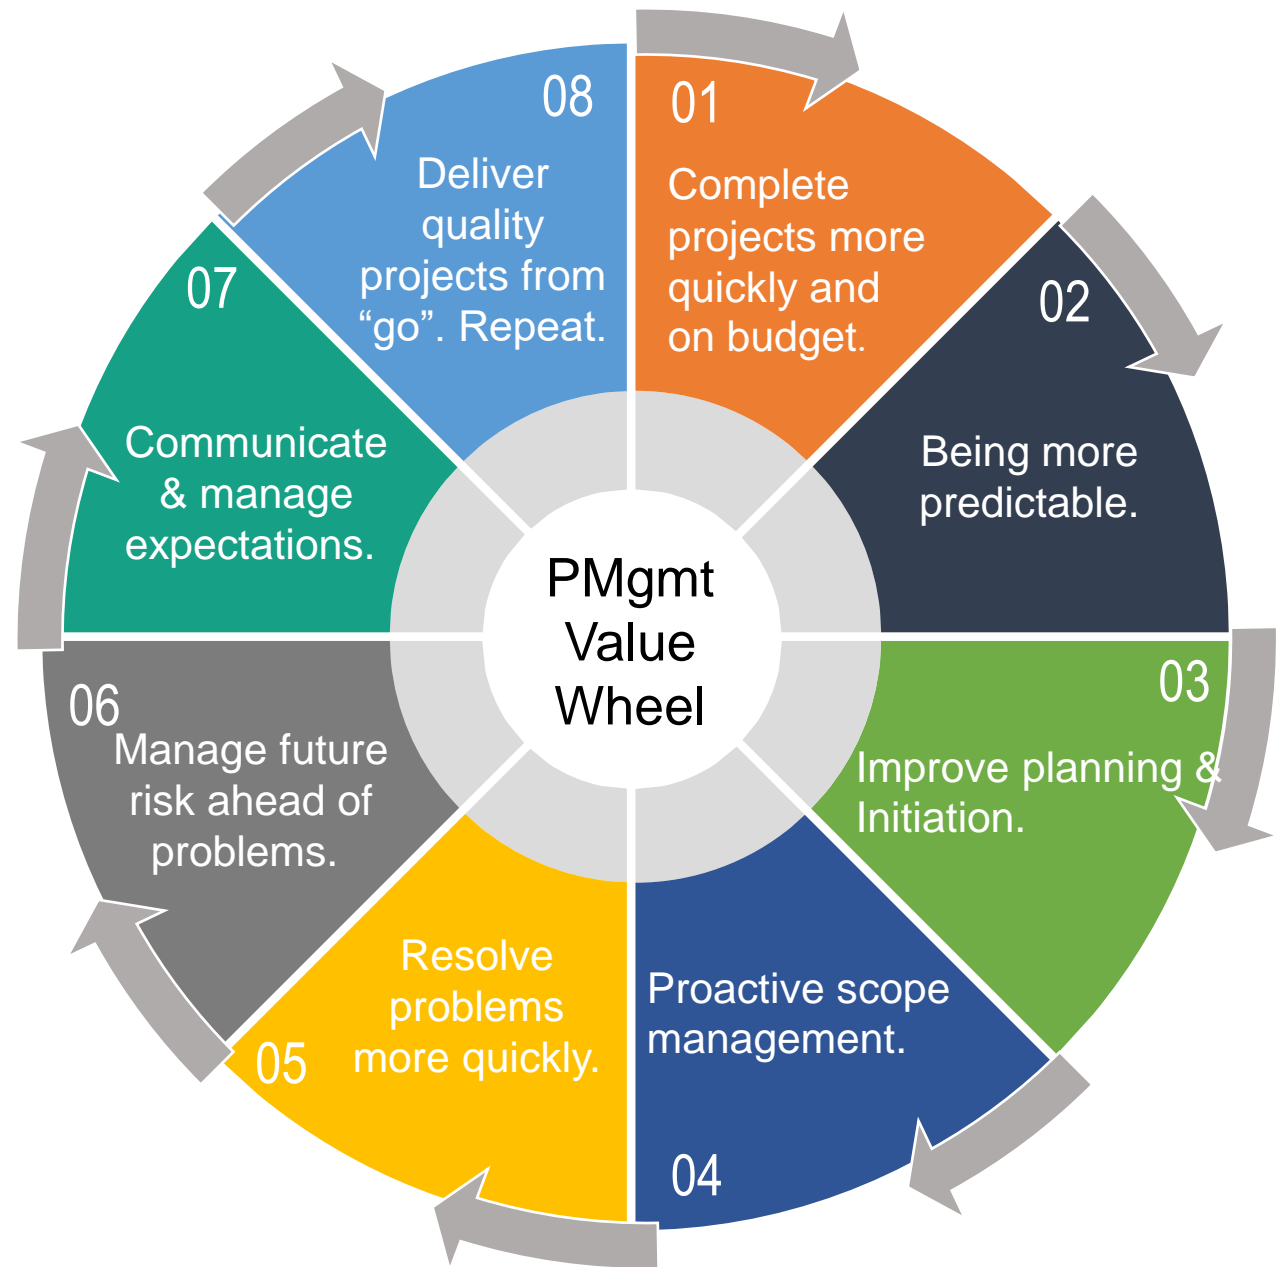 PMgmt
Value
Wheel
01
Complete
projects more
quickly and
on budget.
02
Being more
predictable.
03
Improve planning &
Initiation.
04
Proactive scope
management.
05
Resolve
problems
more quickly.
06
Manage future
risk ahead of
problems.
07
Communicate
& manage
expectations.
08
Deliver
quality
projects from
“go”. Repeat.